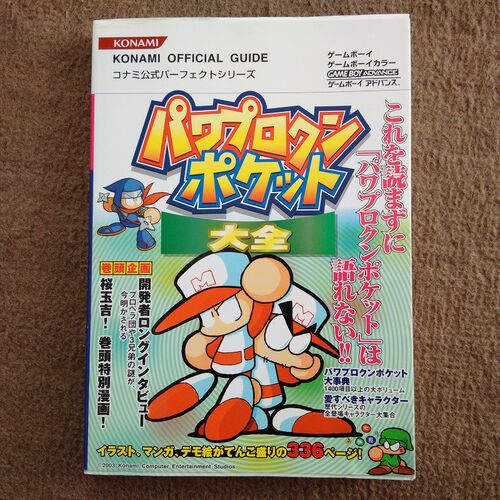 KONAMI
KONAMI OFFICIAL GUIDE
コナミ公式パーフェクトシリーズ
ゲームボーイ
ゲームボーイカラー
GAME BOY ADVANCE
ゲームボーイ アドバンス
パワプロクン
ポケット
大全
これを読まずに
「パワプロクンポケット」は
語れない!!
巻頭企画
開発者ロングインタビュー
プロペラ団や3兄弟の謎が
今明かされる
桜玉吉! 巻頭特別漫画!
M
M
パワプロクンポケット
大事典
1400項目以上の大ボリューム
愛すべきキャラクター
歴代シリーズの
全登場キャラクター大集合
イラスト、マンガ、デモ絵がてんこ盛りの336ページ!
©2003 Konami Computer Entertainment Studios